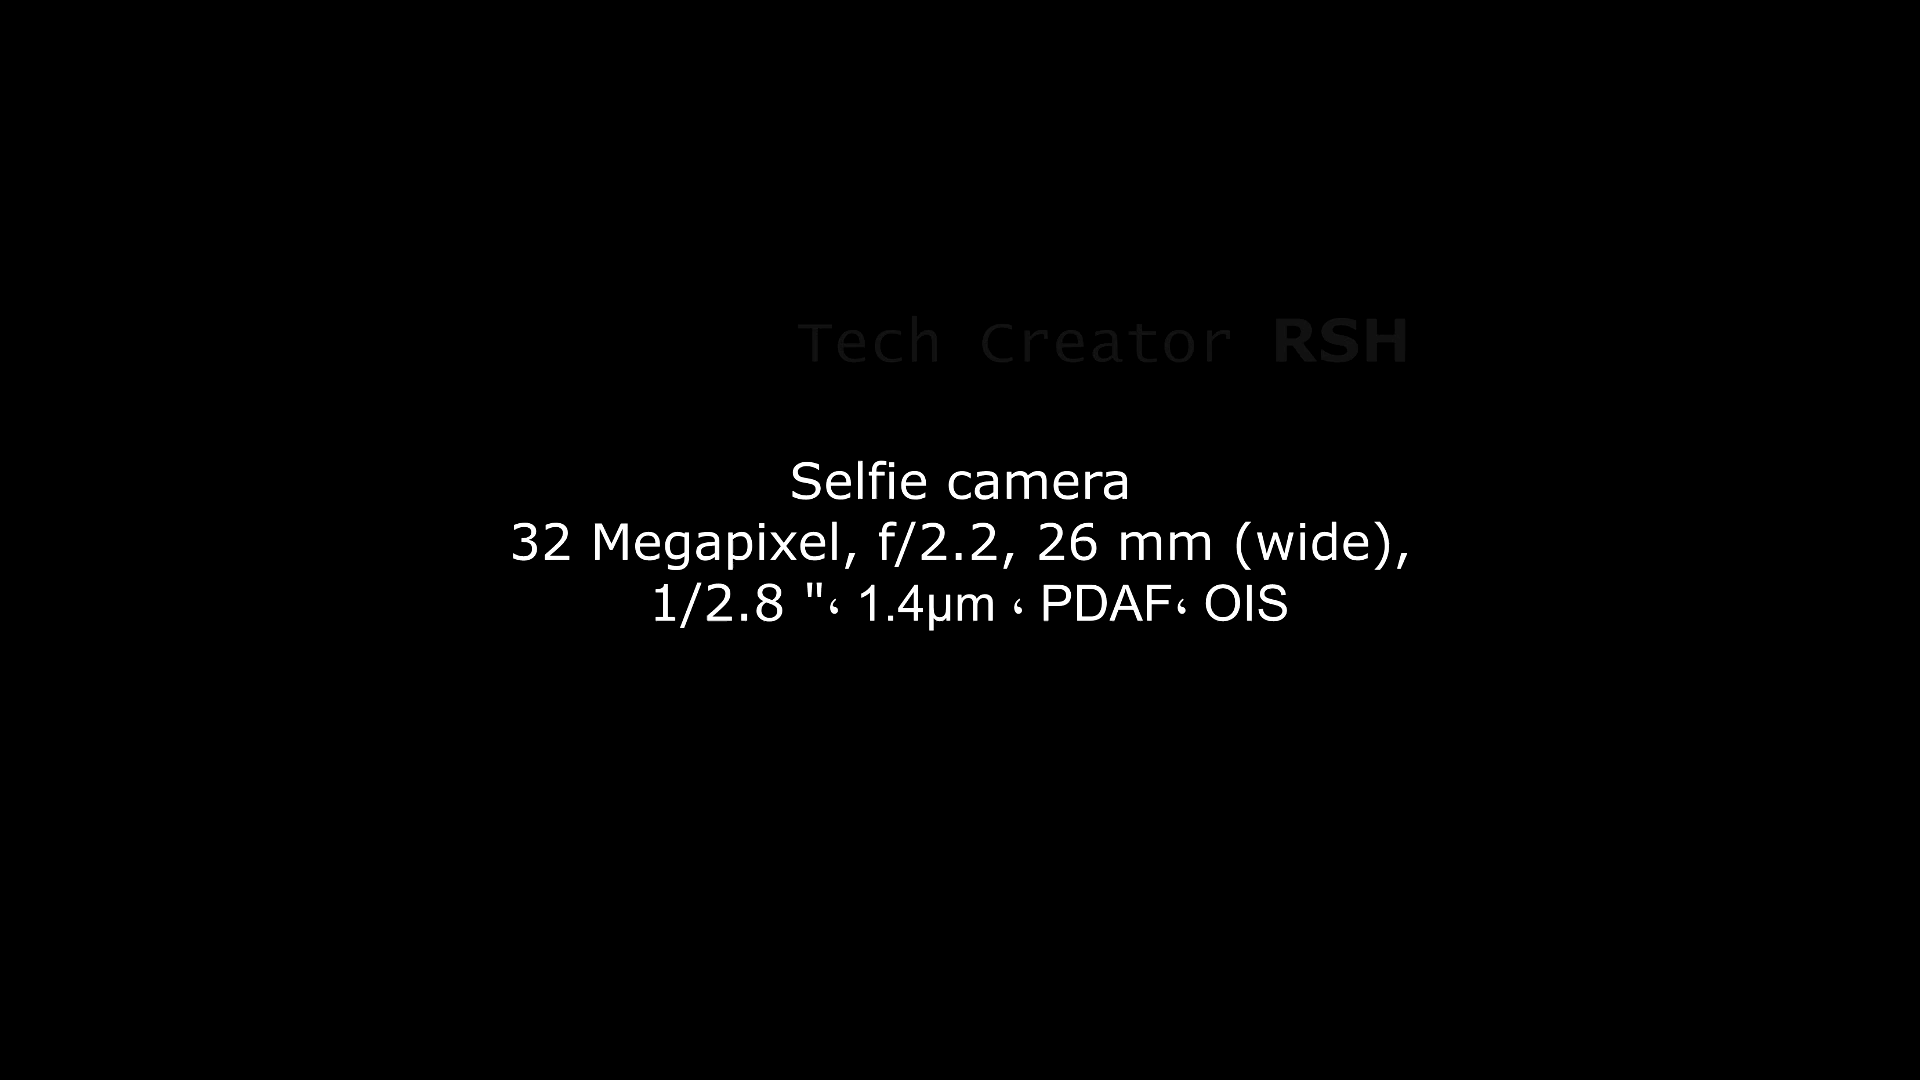 Tech Creator RSH
Selfie camera
32 Megapixel, f/2.2, 26 mm (wide),
1/2.8 "، 1.4µm ، PDAF، OIS